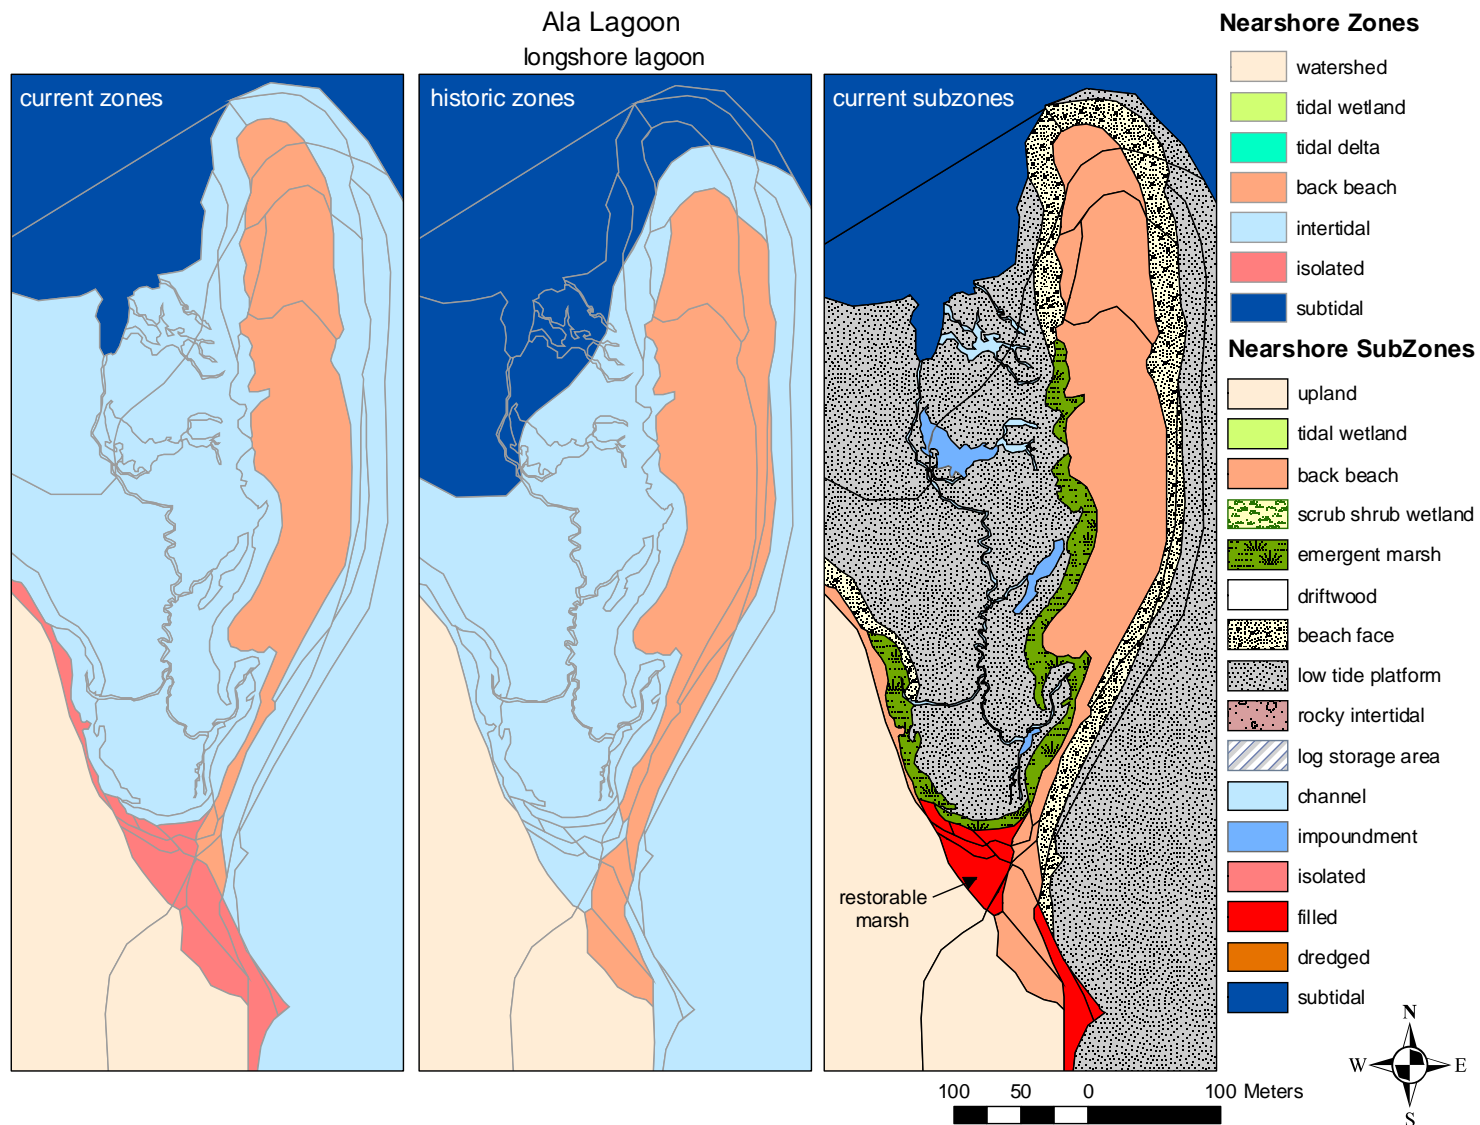 Ala Lagoon
longshore lagoon
current zones
historic zones
current subzones
restorable
marsh
Nearshore Zones
watershed
tidal wetland
tidal delta
back beach
intertidal
isolated
subtidal
Nearshore SubZones
upland
tidal wetland
back beach
scrub shrub wetland
emergent marsh
driftwood
beach face
low tide platform
rocky intertidal
log storage area
channel
impoundment
isolated
filled
dredged
subtidal
N
W E
S
100 50 0 100 Meters